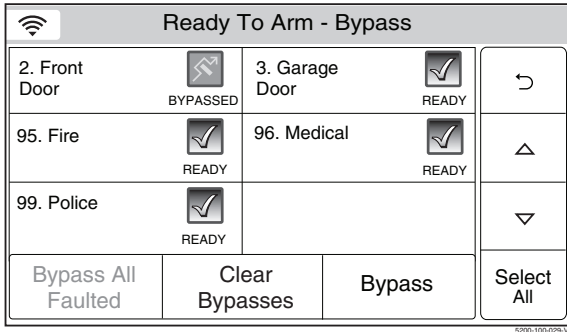 Ready To Arm - Bypass
2. Front
Door
BYPASSED
3. Garage
Door
READY
95. Fire
READY
96. Medical
READY
99. Police
READY
Bypass All
Faulted
Clear
Bypasses
Bypass
Select
All
5200-100-029-V